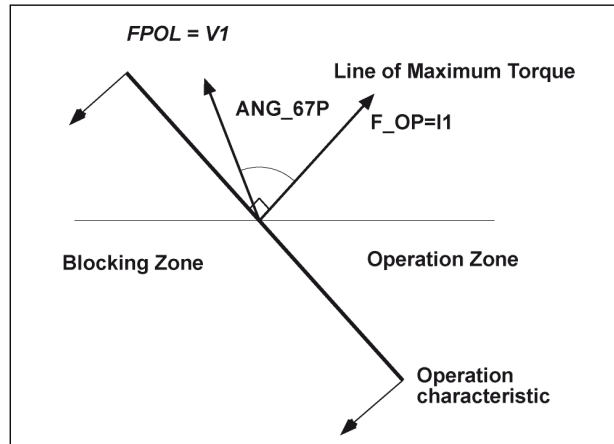 FPOL = V1
Line of Maximum Torque
ANG_67P
F_OP=I1
Blocking Zone
Operation Zone
Operation
characteristic